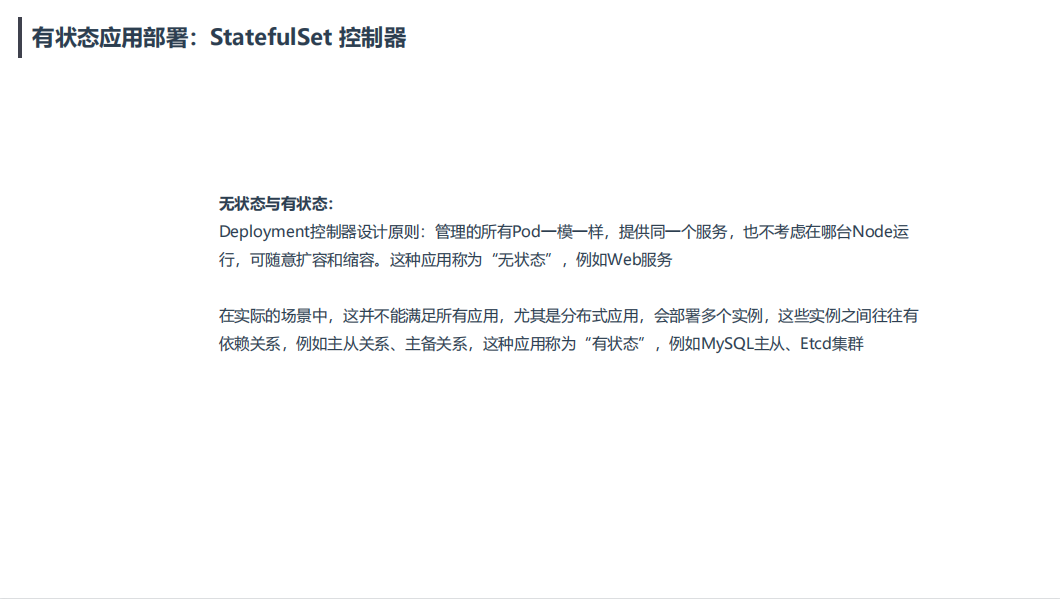 有状态应用部署：StatefulSet 控制器
无状态与有状态：
Deployment控制器设计原则：管理的所有Pod一模一样，提供同一个服务，也不考虑在哪台Node运
行，可随意扩容和缩容。这种应用称为“无状态”，例如Web服务
在实际的场景中，这并不能满足所有应用，尤其是分布式应用，会部署多个实例，这些实例之间往往有
依赖关系，例如主从关系、主备关系，这种应用称为“有状态”，例如MySQL主从、Etcd集群